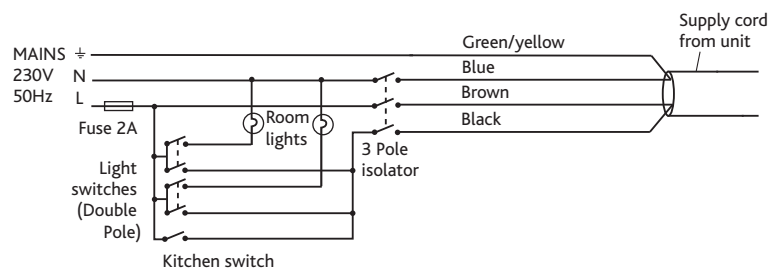 MAINS ⏚
230V N
50Hz L
Fuse 2A
Light
switches
(Double
Pole)
Kitchen switch
Room
lights
3 Pole
isolator
Green/yellow
Blue
Brown
Black
Supply cord
from unit